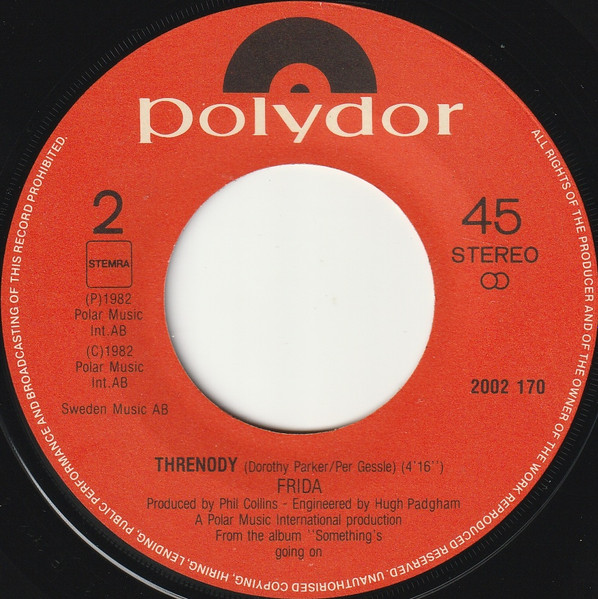 polydor
2
45
STEREO
STEMRA
(P)1982
Polar Music
Int.AB
(C)1982
Polar Music
Int.AB
Sweden Music AB
2002 170
THRENODY (Dorothy Parker/Per Gessle) (4'16'')
FRIDA
Produced by Phil Collins - Engineered by Hugh Padgham
A Polar Music International production
From the album ''Something's
going on
ALL RIGHTS OF THE PRODUCER AND OF THE OWNER OF THE WORK REPRODUCED RESERVED. UNAUTHORISED COPYING, HIRING, LENDING, PUBLIC PERFORMANCE AND BROADCASTING OF THIS RECORD PROHIBITED.